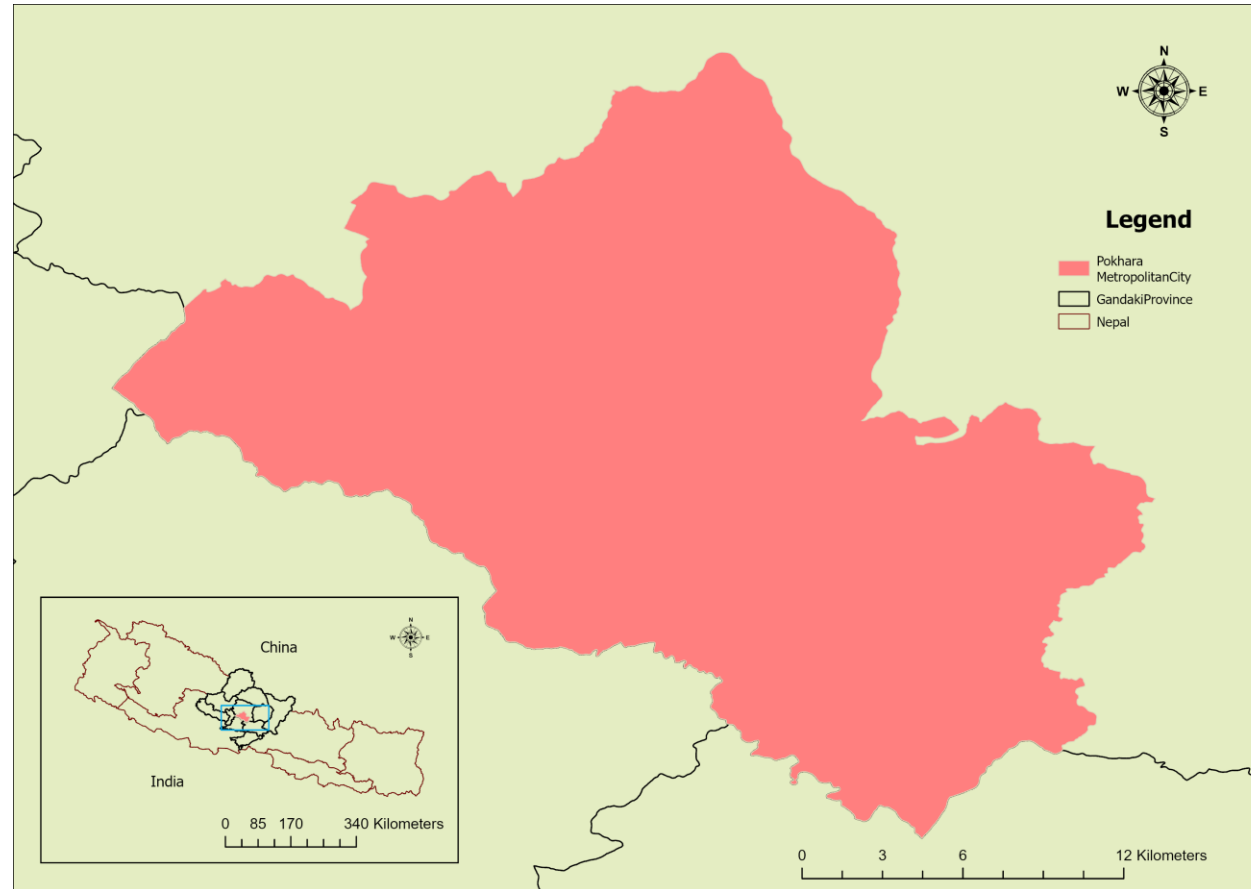 N
W E
S
Legend
Pokhara
MetropolitanCity
GandakiProvince
Nepal
N
W E
S
China
India
0 85 170 340 Kilometers
0 3 6 12 Kilometers